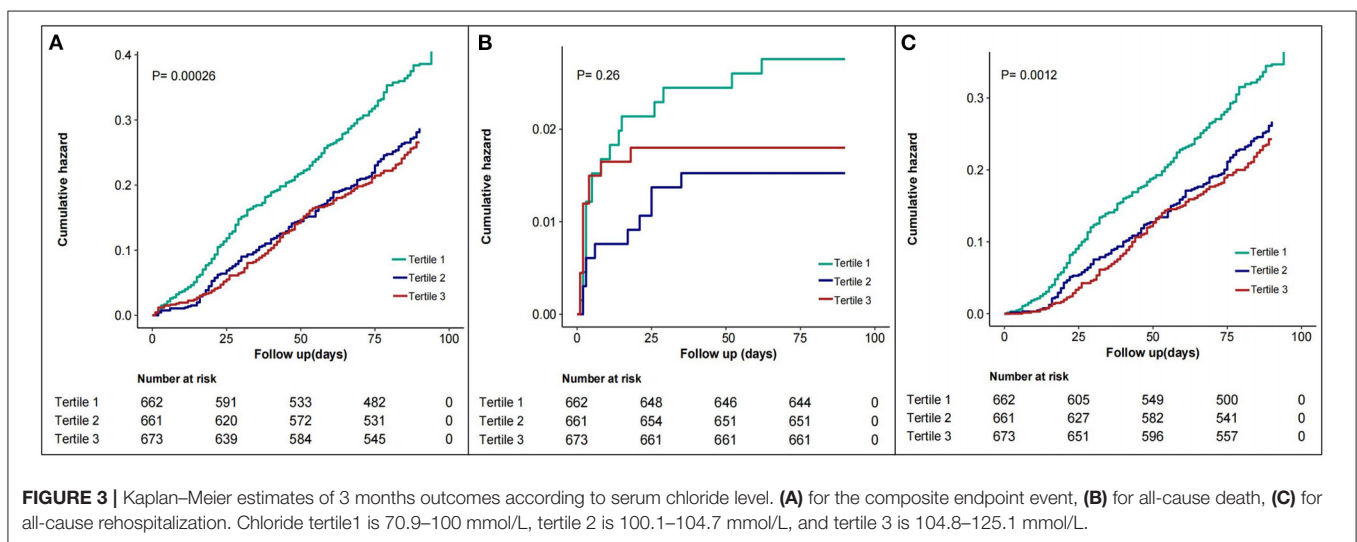 A
P= 0.00026
0.4
0.3
0.2
0.1
0.0
Cumulative hazard
Tertile 1
Tertile 2
Tertile 3
0 25 50 75 100
Follow up(days)
Number at risk
Tertile 1 662 591 533 482 0
Tertile 2 661 620 572 531 0
Tertile 3 673 639 584 545 0
B
P= 0.26
0.02
0.01
0.00
Cumulative hazard
Tertile 1
Tertile 2
Tertile 3
0 25 50 75 100
Follow up (days)
Number at risk
Tertile 1 662 648 646 644 0
Tertile 2 661 654 651 651 0
Tertile 3 673 661 661 661 0
C
P= 0.0012
0.3
0.2
0.1
0.0
Cumulative hazard
Tertile 1
Tertile 2
Tertile 3
0 25 50 75 100
Follow up(days)
Number at risk
Tertile 1 662 605 549 500 0
Tertile 2 661 627 582 541 0
Tertile 3 673 651 596 557 0
FIGURE 3 | Kaplan–Meier estimates of 3 months outcomes according to serum chloride level. (A) for the composite endpoint event, (B) for all-cause death, (C) for
all-cause rehospitalization. Chloride tertile1 is 70.9–100 mmol/L, tertile 2 is 100.1–104.7 mmol/L, and tertile 3 is 104.8–125.1 mmol/L.